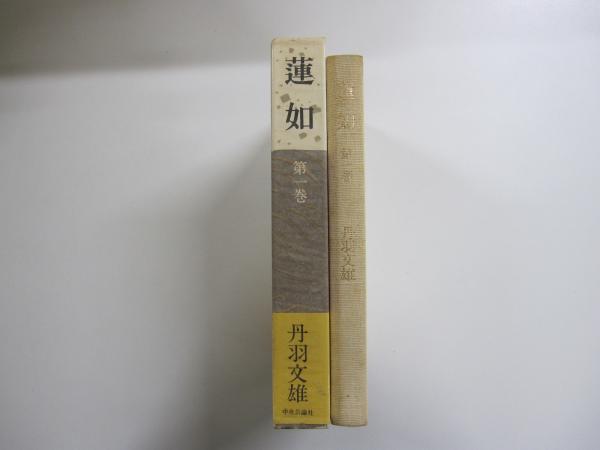 蓮如
第一巻
丹羽文雄
中央公論社
蓮如
丹羽文雄